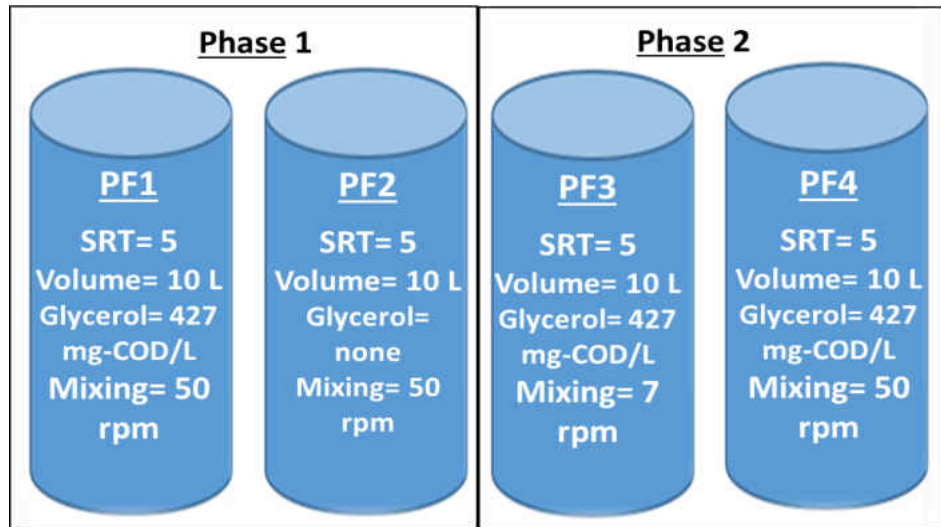 Phase 1
PF1
SRT= 5
Volume= 10 L
Glycerol= 427
mg-COD/L
Mixing= 50
rpm
PF2
SRT= 5
Volume= 10 L
Glycerol=
none
Mixing= 50
rpm
Phase 2
PF3
SRT= 5
Volume= 10 L
Glycerol= 427
mg-COD/L
Mixing= 7
rpm
PF4
SRT= 5
Volume= 10 L
Glycerol= 427
mg-COD/L
Mixing= 50
rpm